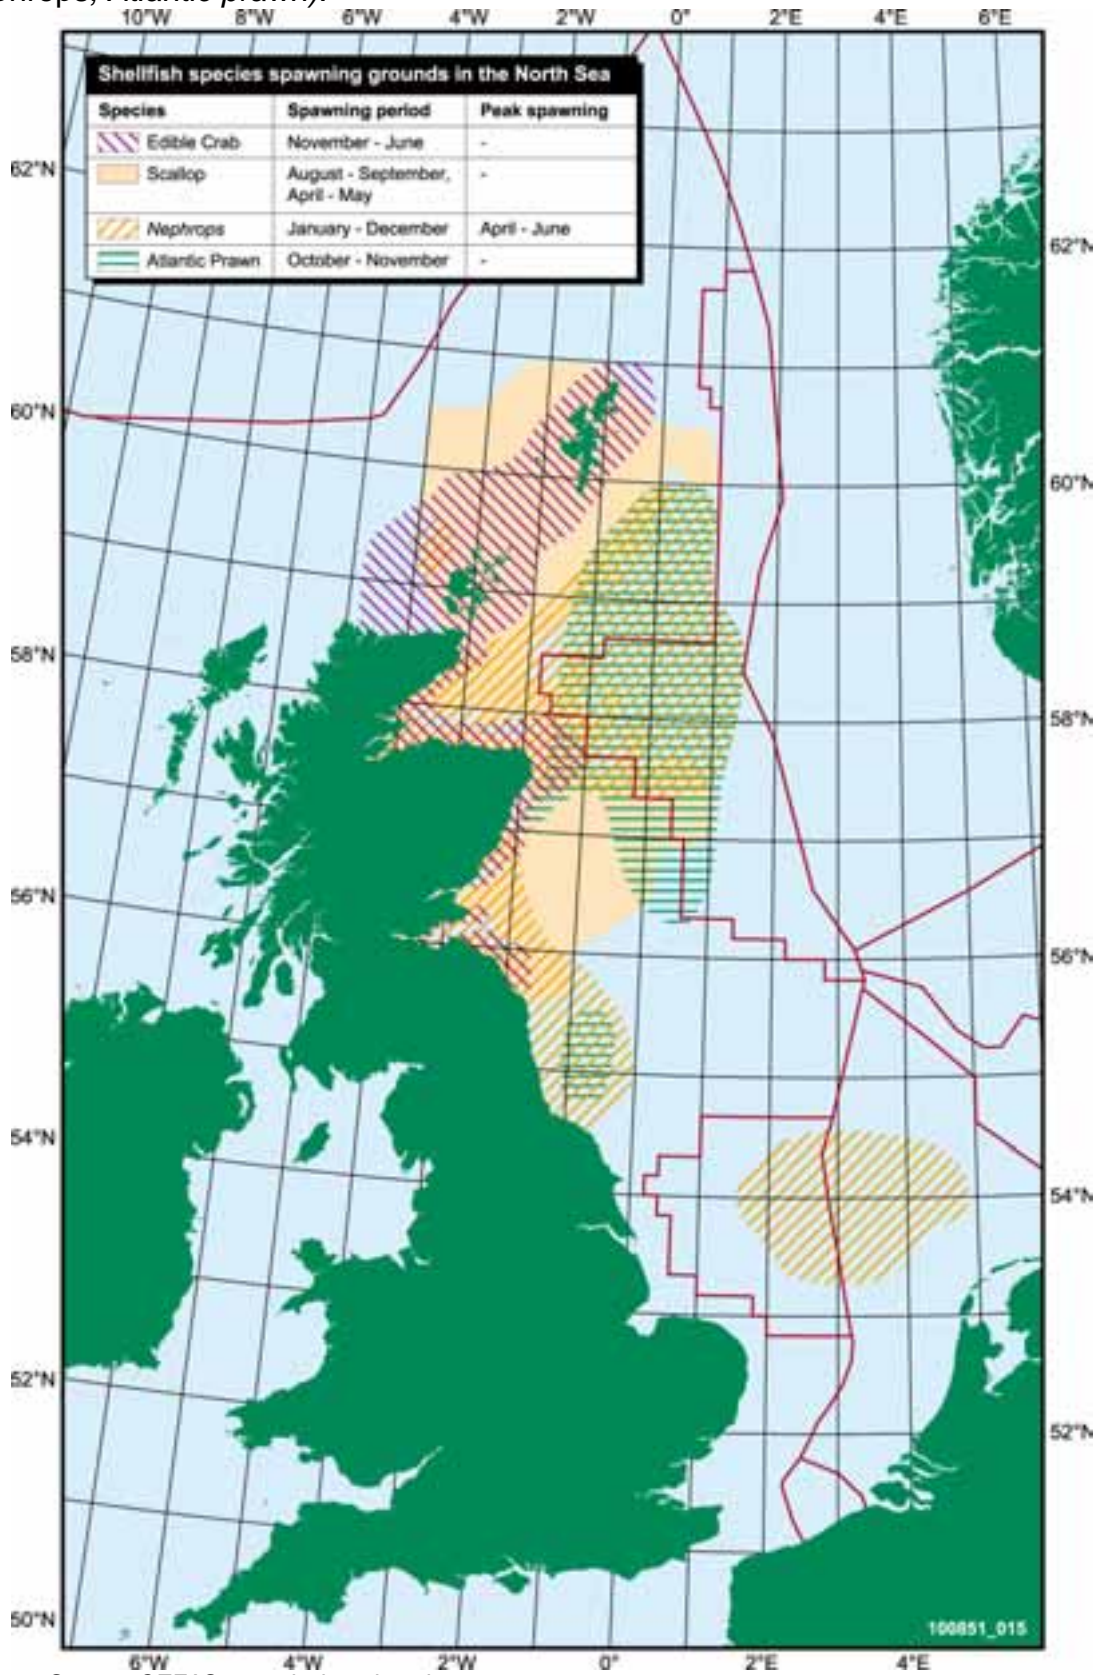 Atlantic prawn).
10°W 8°W 6°W 4°W 2°W 0° 2°E 4°E 6°E
Shellfish species spawning grounds in the North Sea
Species Spawning period Peak spawning
Edible Crab November - June -
Scallop August - September, -
April - May
Nephrops January - December April - June
Atlantic Prawn October - November -
62°N
62°N
60°N
60°N
58°N
58°N
56°N
56°N
54°N
54°N
52°N
52°N
50°N
100851_015
6°W 4°W 2°W 0° 2°E 4°E